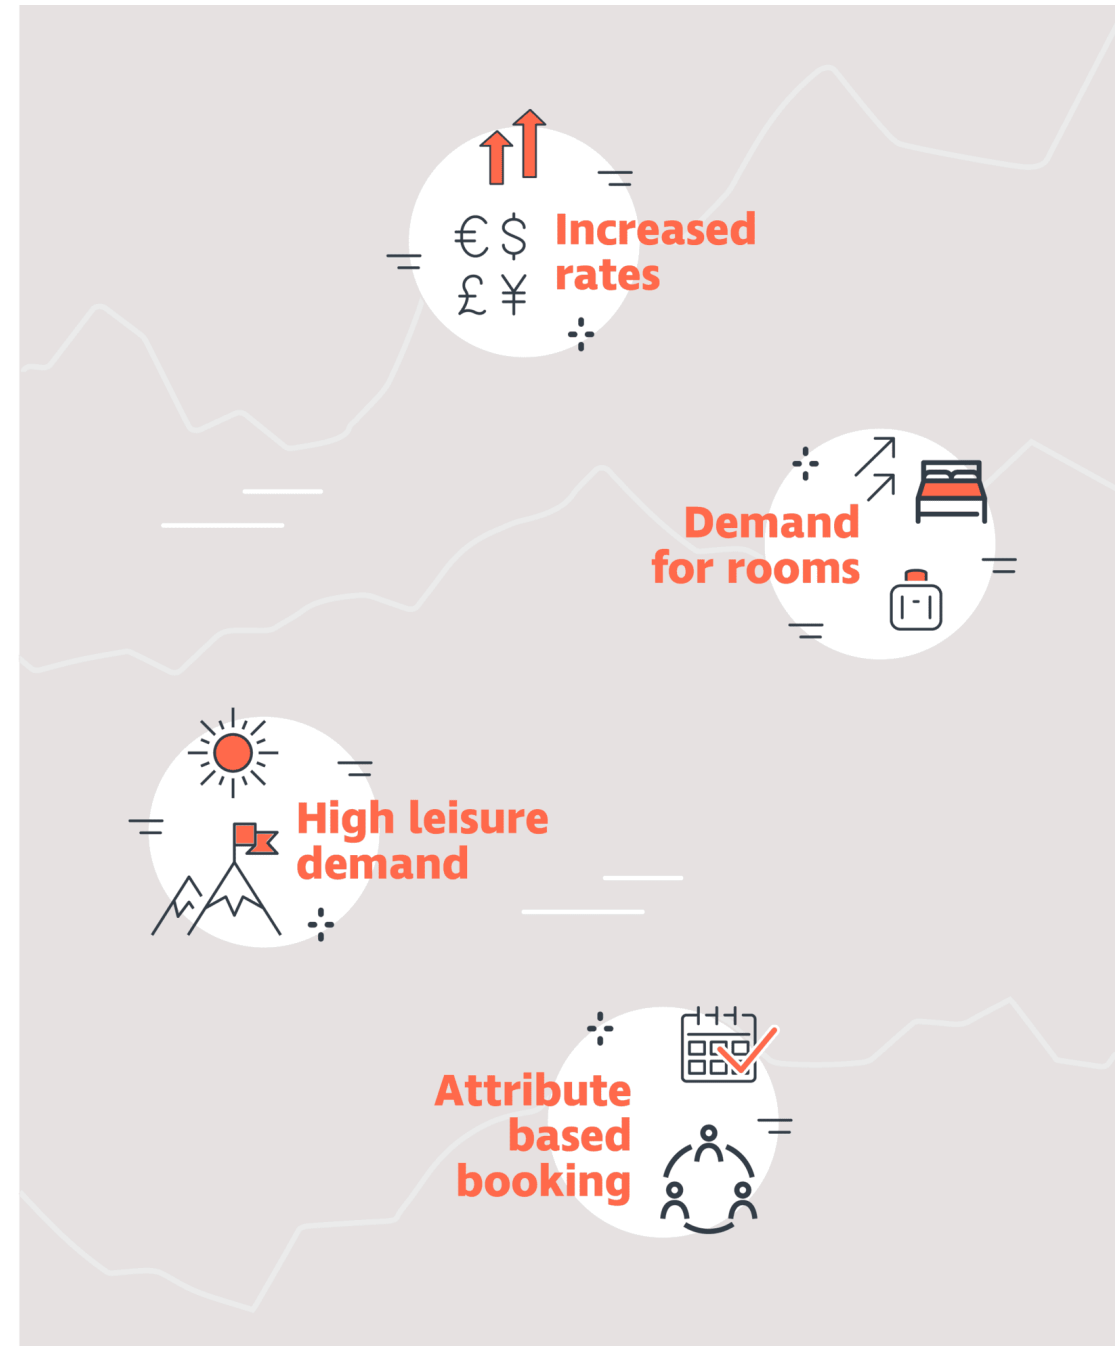 € $
£ ¥
Increased
rates
Demand
for rooms
High leisure
demand
Attribute
based
booking